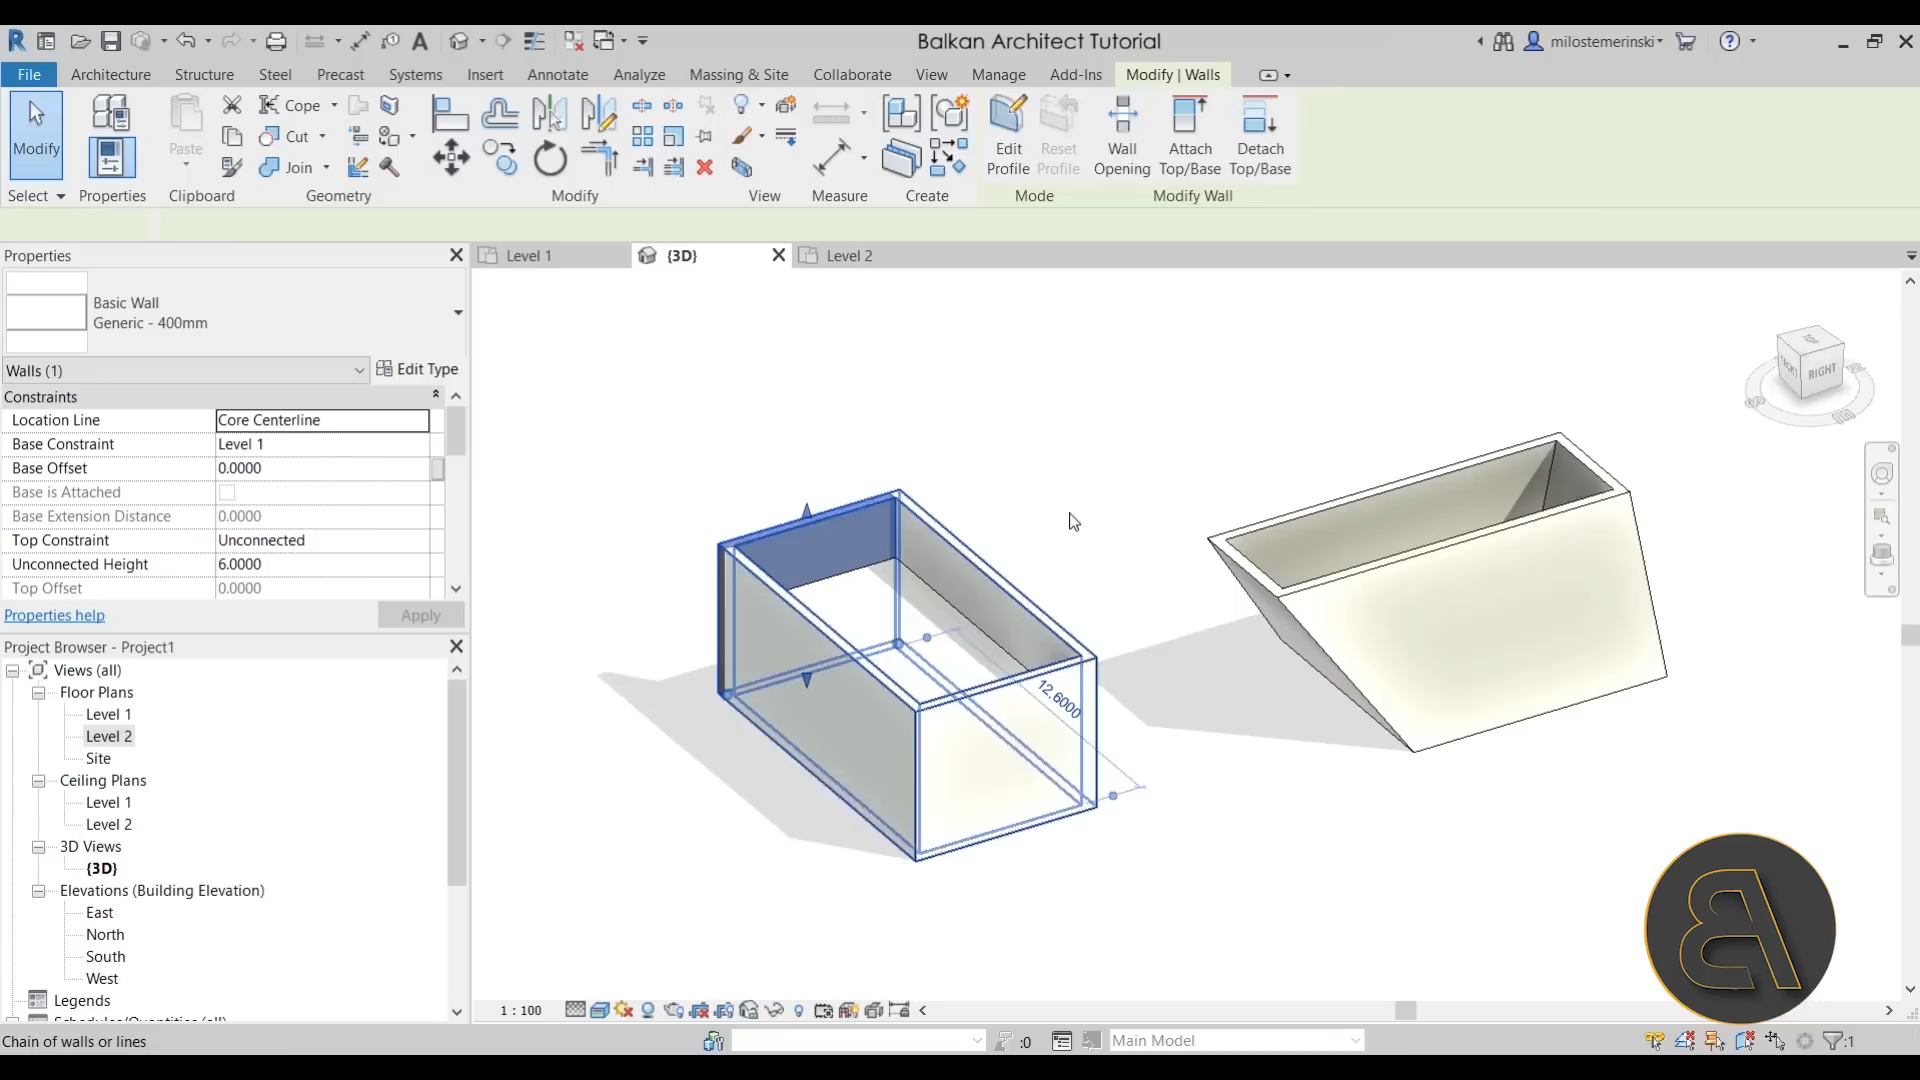 Balkan Architect Tutorial
milostemerinski
File
Architecture
Structure
Steel
Precast
Systems
Insert
Annotate
Analyze
Massing & Site
Collaborate
View
Manage
Add-Ins
Modify | Walls
Modify
Paste
Cope
Cut
Join
Edit Profile
Reset Profile
Wall Opening
Attach Top/Base
Detach Top/Base
Select
Properties
Clipboard
Geometry
Modify
View
Measure
Create
Mode
Modify Wall
Properties
Level 1
{3D}
Level 2
Basic Wall
Generic - 400mm
Walls (1)
Edit Type
Constraints
Location Line
Core Centerline
Base Constraint
Level 1
Base Offset
0.0000
Base is Attached
Base Extension Distance
0.0000
Top Constraint
Unconnected
Unconnected Height
6.0000
Top Offset
0.0000
Properties help
Apply
Project Browser - Project1
Views (all)
Floor Plans
Level 1
Level 2
Site
Ceiling Plans
Level 1
Level 2
3D Views
{3D}
Elevations (Building Elevation)
East
North
South
West
Legends
Schedules/Quantities (all)
TOP
RIGHT
12.6000
1 : 100
Chain of walls or lines
:0
Main Model
:1